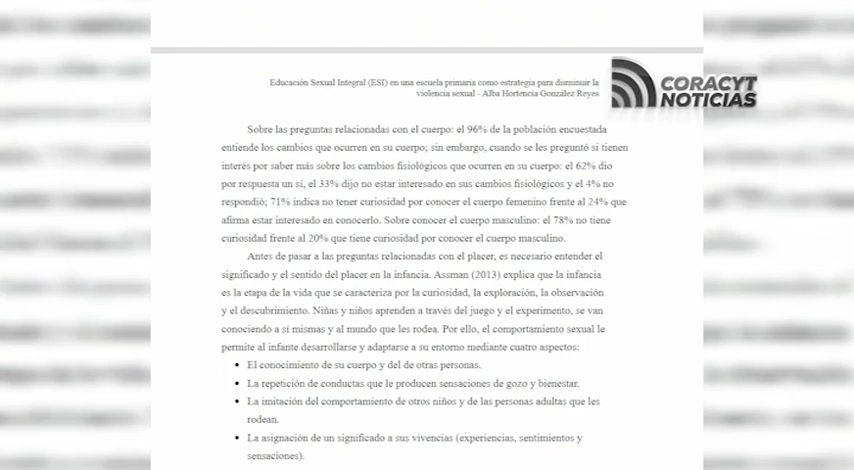 Educación Sexual Integral (ESI) en una escuela primaria como estrategia para disminuir la
violencia sexual - Alba Hortencia González Reyes
CORACYT
NOTICIAS
Sobre las preguntas relacionadas con el cuerpo: el 96% de la población encuestada
entiende los cambios que ocurren en su cuerpo; sin embargo, cuando se les preguntó si tienen
interés por saber más sobre los cambios fisiológicos que ocurren en su cuerpo: el 62% dio
por respuesta un sí, el 33% dijo no estar interesado en sus cambios fisiológicos y el 4% no
respondió; 71% indica no tener curiosidad por conocer el cuerpo femenino frente al 24% que
afirma estar interesado en conocerlo. Sobre conocer el cuerpo masculino: el 78% no tiene
curiosidad frente al 20% que tiene curiosidad por conocer el cuerpo masculino.
Antes de pasar a las preguntas relacionadas con el placer, es necesario entender el
significado y el sentido del placer en la infancia. Assman (2013) explica que la infancia
es la etapa de la vida que se caracteriza por la curiosidad, la exploración, la observación
y el descubrimiento. Niñas y niños aprenden a través del juego y el experimento, se van
conociendo a sí mismas y al mundo que les rodea. Por ello, el comportamiento sexual le
permite al infante desarrollarse y adaptarse a su entorno mediante cuatro aspectos:
• El conocimiento de su cuerpo y del de otras personas.
• La repetición de conductas que le producen sensaciones de gozo y bienestar.
• La imitación del comportamiento de otros niños y de las personas adultas que les
rodean.
• La asignación de un significado a sus vivencias (experiencias, sentimientos y
sensaciones).